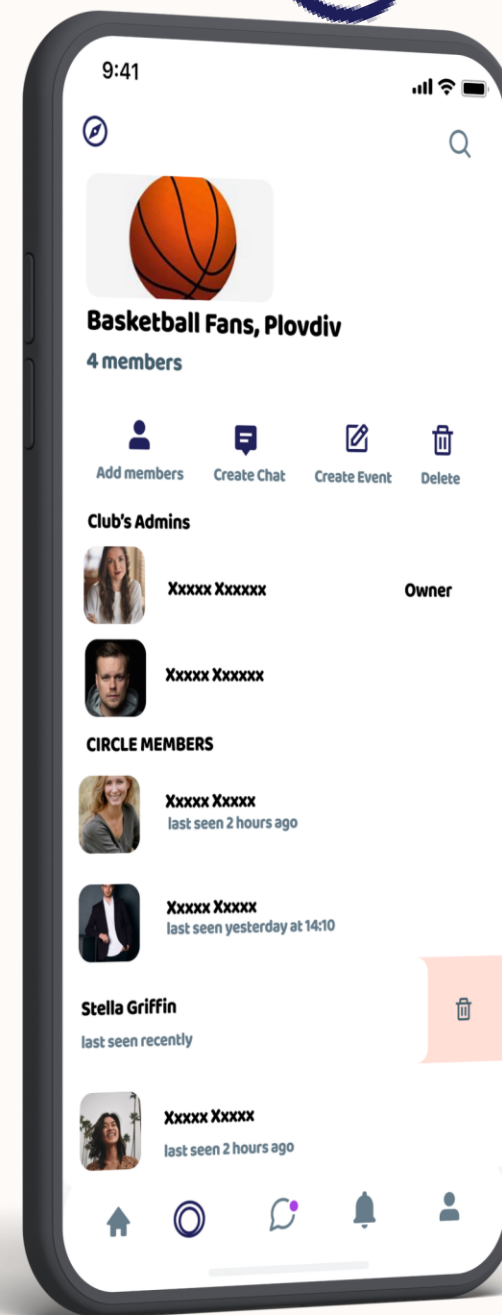 9:41
Basketball Fans, Plovdiv
4 members
Add members Create Chat Create Event Delete
Club's Admins
Xxxxx Xxxxxx Owner
Xxxxx Xxxxxx
CIRCLE MEMBERS
Xxxxx Xxxxx
last seen 2 hours ago
Xxxxx Xxxxx
last seen yesterday at 14:10
Stella Griffin
last seen recently
Xxxxx Xxxxx
last seen 2 hours ago